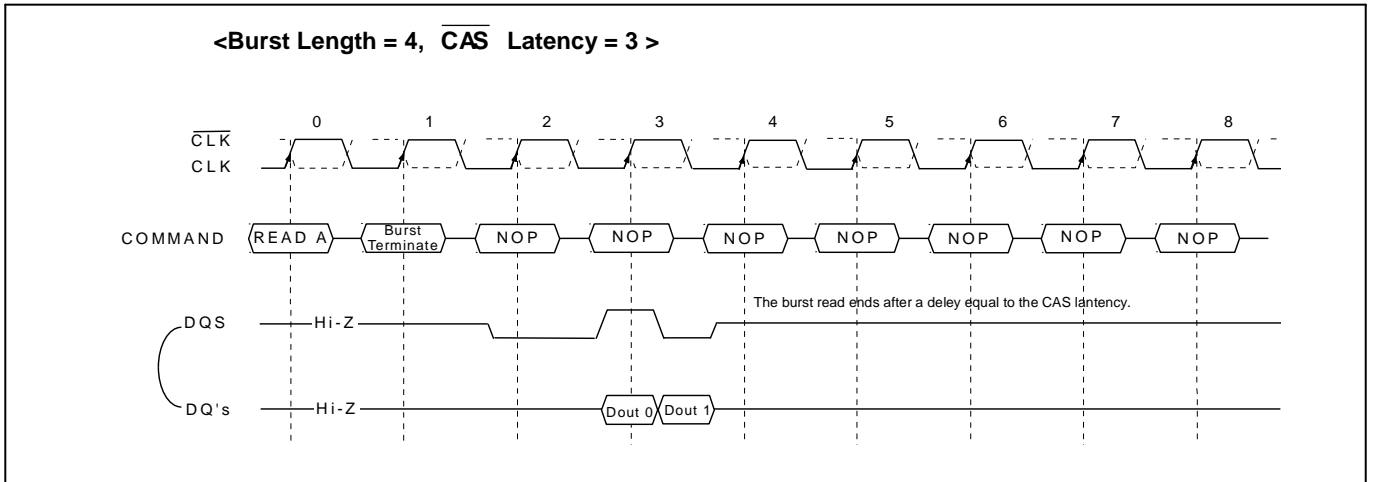 <Burst Length = 4, CAS Latency = 3 >
0 1 2 3 4 5 6 7 8
CLK
CLK
COMMAND READ A Burst Terminate NOP NOP NOP NOP NOP NOP NOP
The burst read ends after a deley equal to the CAS lantency.
DQS Hi-Z
DQ's Hi-Z Dout 0 Dout 1